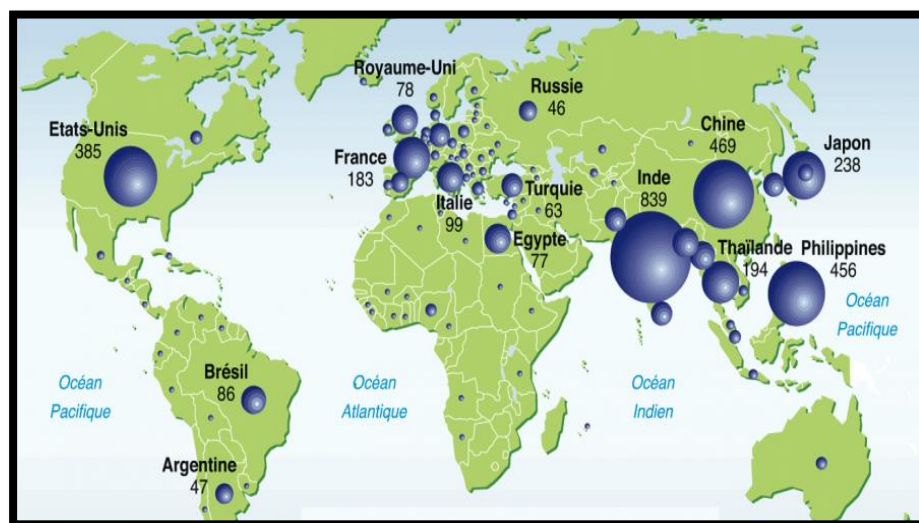 Royaume-Uni
78
Russie
46
Etats-Unis
385
Chine
469
Japon
238
France
183
Inde
839
Italie
99
Turquie
63
Egypte
77
Thaïlande
194
Philippines
456
Océan
Pacifique
Brésil
86
Océan
Pacifique
Océan
Atlantique
Océan
Indien
Argentine
47